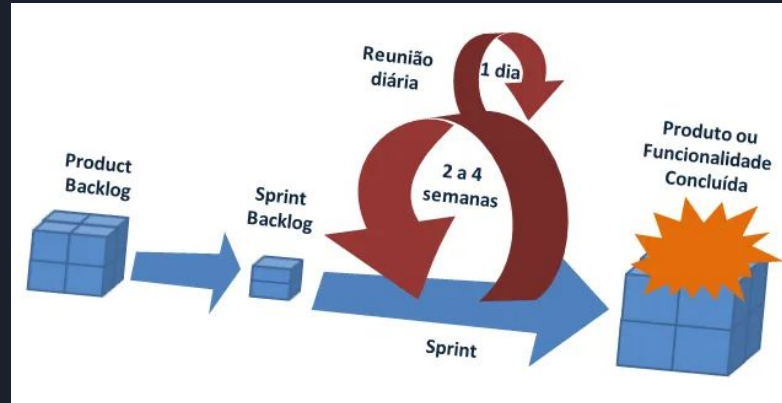 Product
Backlog
Sprint
Backlog
Reunião
diária
1 dia
2 a 4
semanas
Sprint
Produto ou
Funcionalidade
Concluída